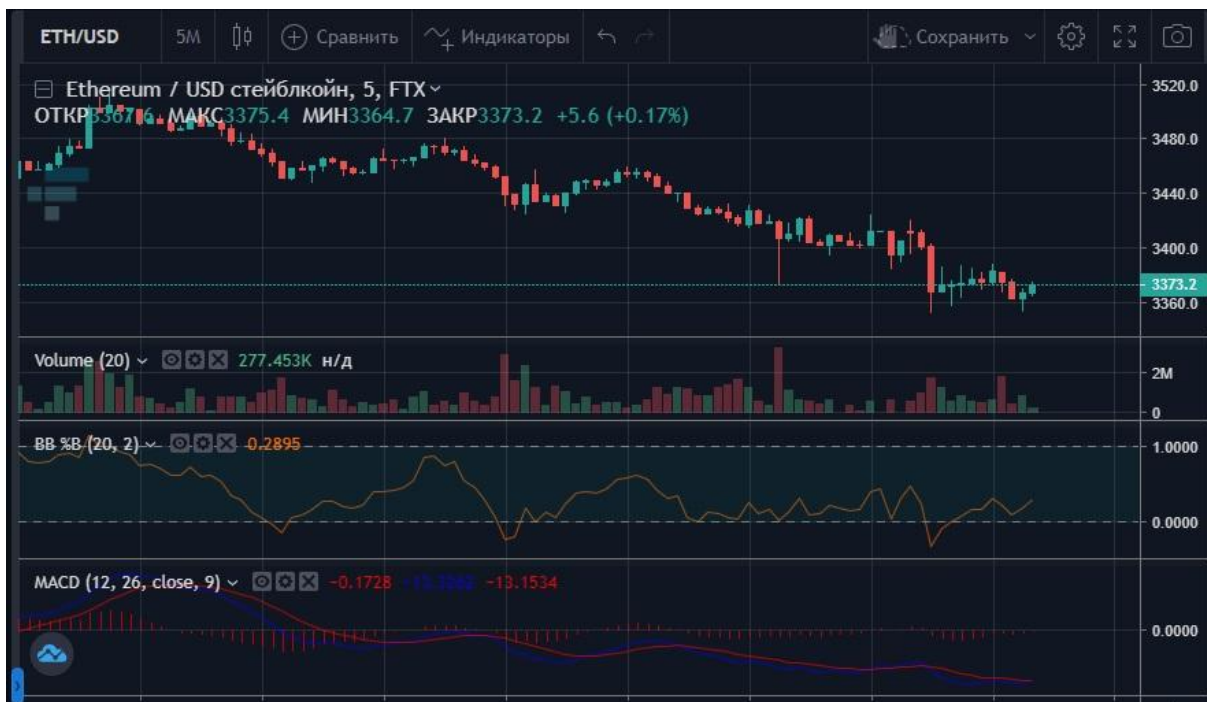 ETH/USD 5M Сравнить Индикаторы Сохранить
Ethereum / USD стейблкойн, 5, FTX
ОТКР3367.6 МАКС3375.4 МИН3364.7 ЗАКР3373.2 +5.6 (+0.17%)
3520.0
3480.0
3440.0
3400.0
3373.2
3360.0
Volume (20) 277.453K н/д
2M
0
BB %B (20, 2) 0.2895
1.0000
0.0000
MACD (12, 26, close, 9) −0.1728 −13.1534
0.0000